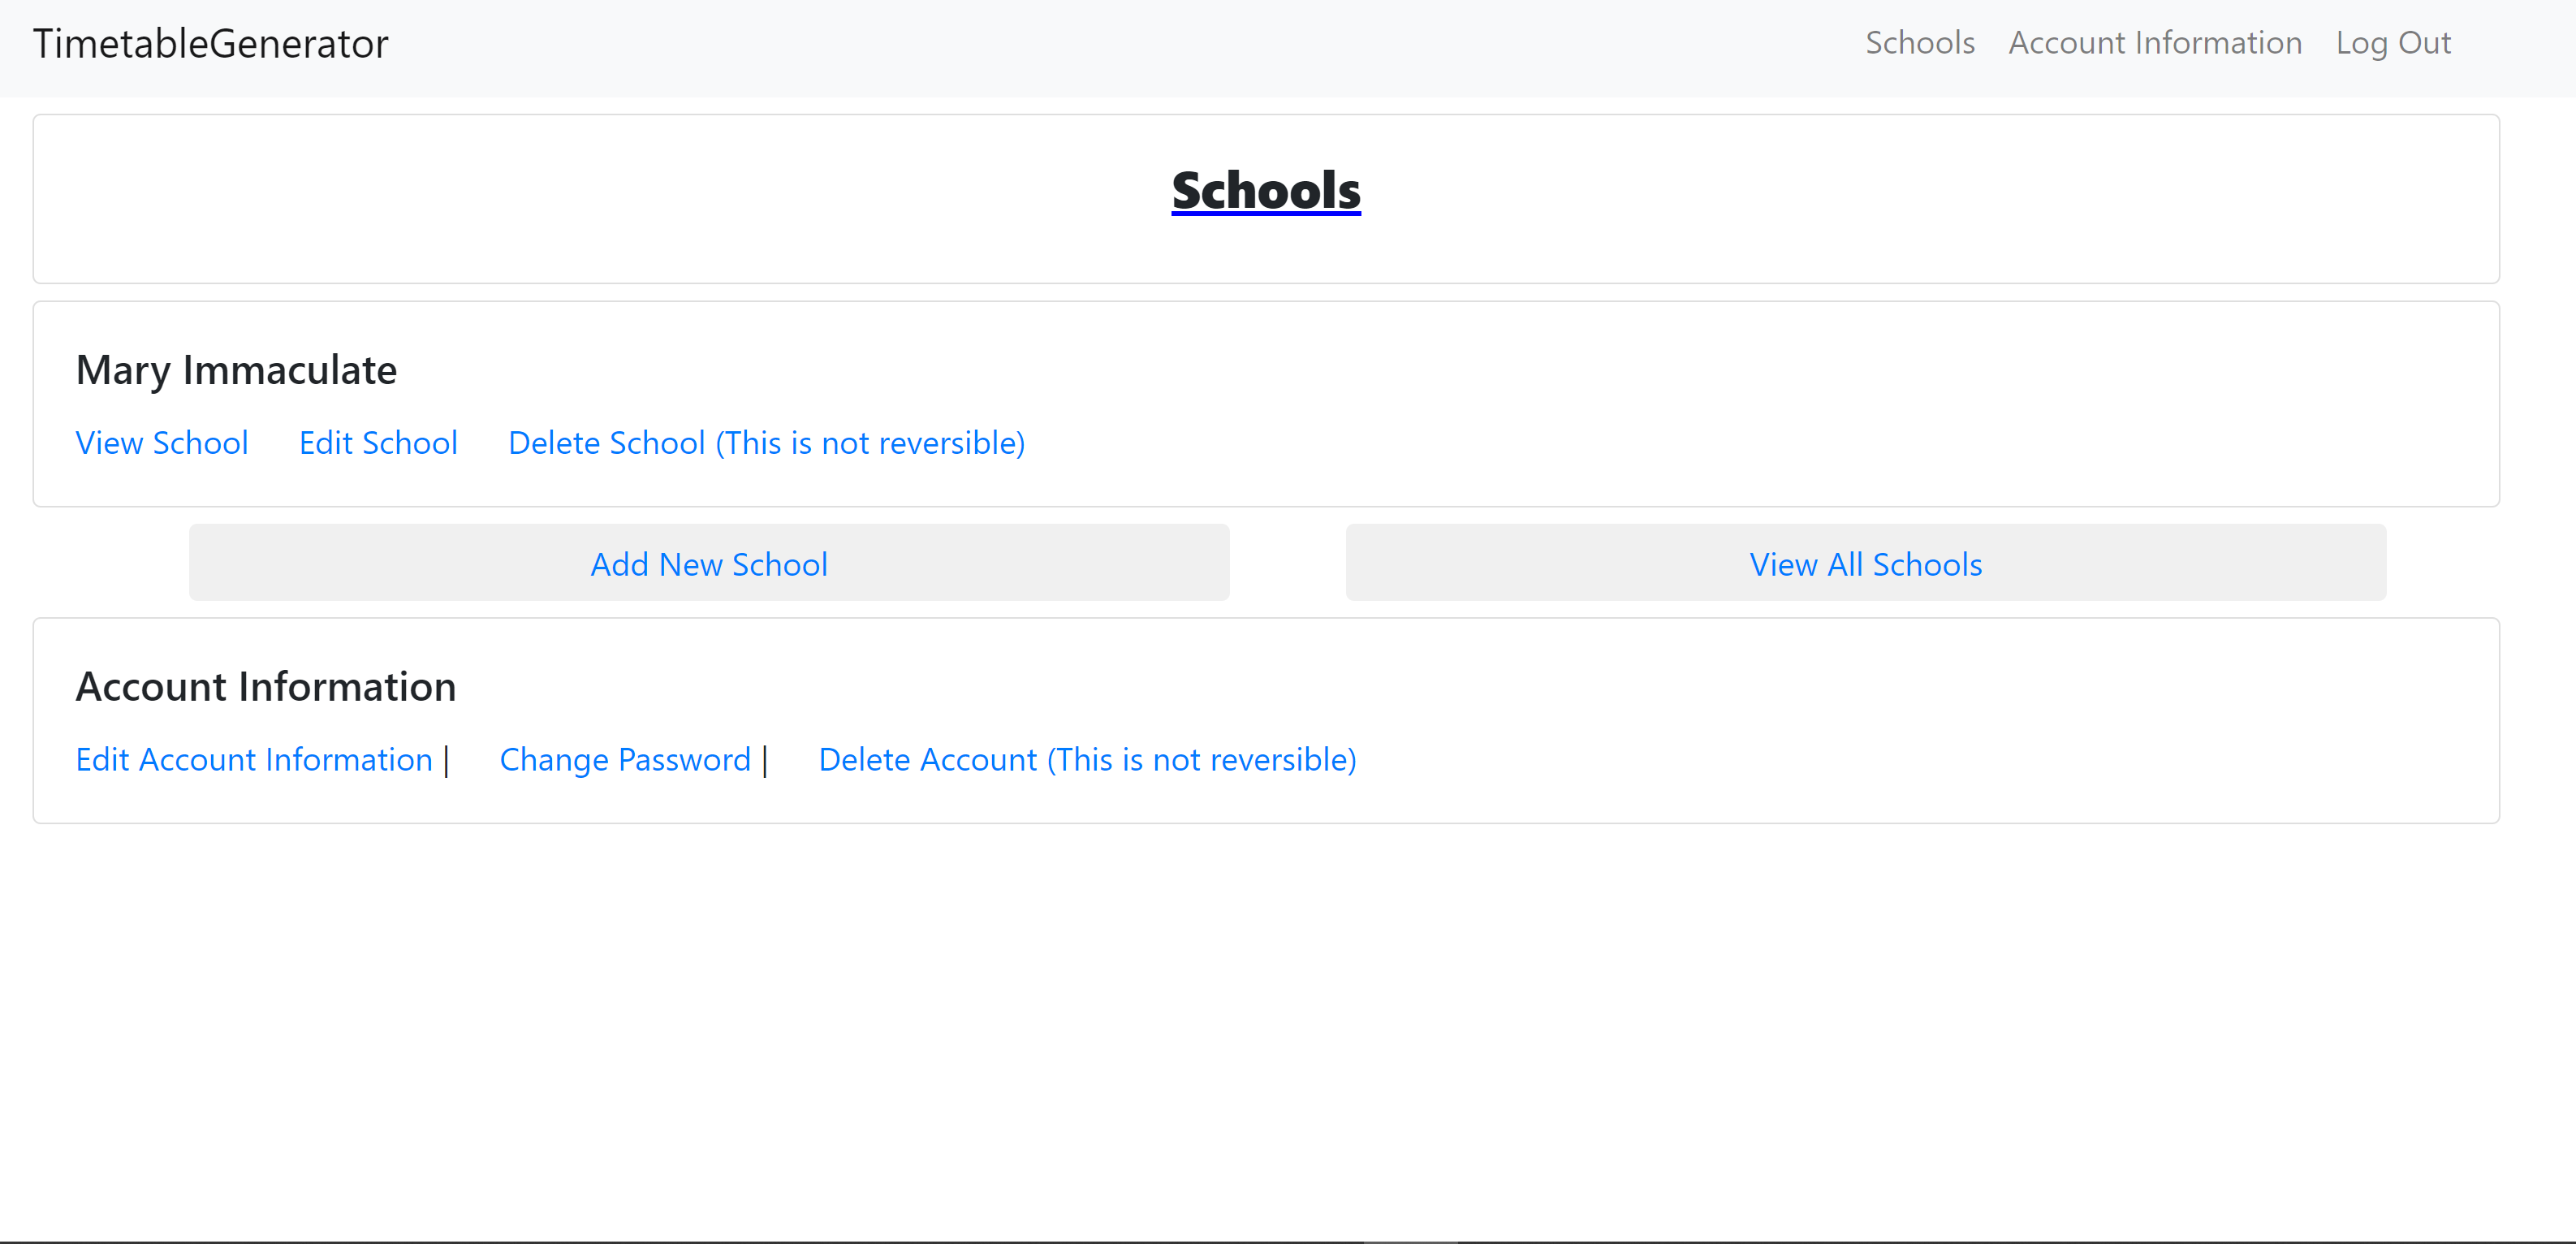 TimetableGenerator Schools Account Information Log Out
Schools
Mary Immaculate
View School Edit School Delete School (This is not reversible)
Add New School View All Schools
Account Information
Edit Account Information | Change Password | Delete Account (This is not reversible)